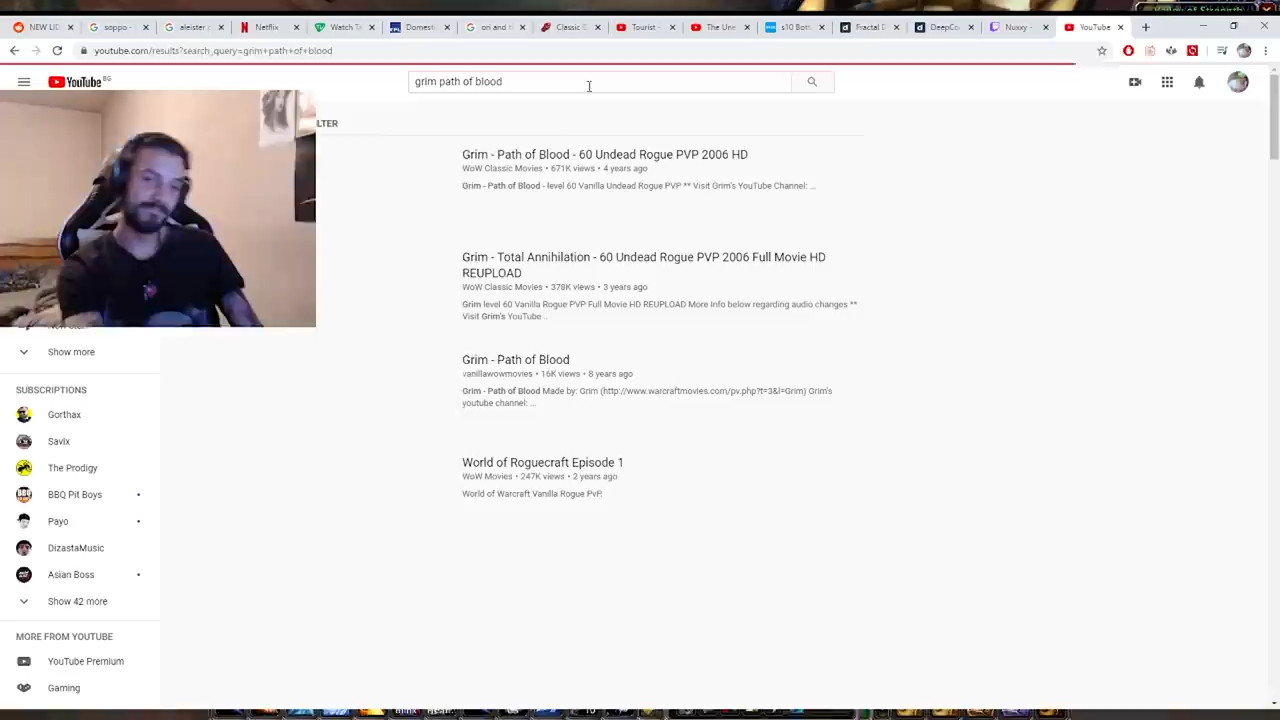 NEW LI
soppo -
aleister c
Netflix
Watch Te
Domest
on and th
Classic E
Tourist -
The Une
s10 Bott
Fractal D
DeepCo
Nuxxy -
YouTube
youtube.com/results?search_query=grim+path+of+blood
YouTube BG
grim path of blood
LTER
Grim - Path of Blood - 60 Undead Rogue PVP 2006 HD
WoW Classic Movies • 671K views • 4 years ago
Grim - Path of Blood - level 60 Vanilla Undead Rogue PVP ** Visit Grim's YouTube Channel: ...
Grim - Total Annihilation - 60 Undead Rogue PVP 2006 Full Movie HD
REUPLOAD
WoW Classic Movies • 378K views • 3 years ago
Grim level 60 Vanilla Rogue PVP Full Movie HD REUPLOAD More Info below regarding audio changes **
Visit Grim's YouTube...
Grim - Path of Blood
vanillawowmovies • 16K views • 8 years ago
Grim - Path of Blood Made by: Grim (http://www.warcraftmovies.com/pv.php?t=3&l=Grim) Grim's
youtube channel: ...
World of Roguecraft Episode 1
WoW Movies • 247K views • 2 years ago
World of Warcraft Vanilla Rogue PvP.
Show more
SUBSCRIPTIONS
Gorthax
Savix
The Prodigy
BBQ Pit Boys
Payo
DizastaMusic
Asian Boss
Show 42 more
MORE FROM YOUTUBE
YouTube Premium
Gaming